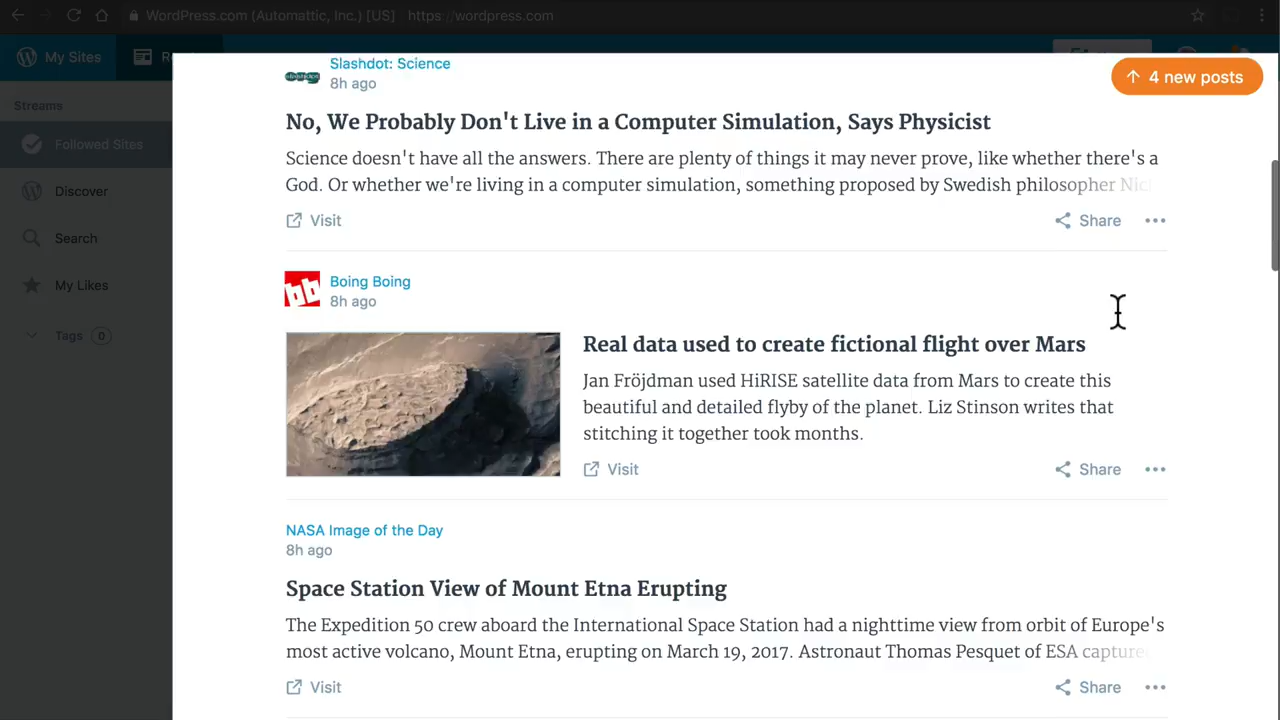 WordPress.com (Automattic, Inc.) [US] https://wordpress.com
My Sites
Streams
Followed Sites
Discover
Search
My Likes
Tags 0
4 new posts
Slashdot: Science
8h ago
No, We Probably Don't Live in a Computer Simulation, Says Physicist
Science doesn't have all the answers. There are plenty of things it may never prove, like whether there's a
God. Or whether we're living in a computer simulation, something proposed by Swedish philosopher Nic
Visit
Share
bb
Boing Boing
8h ago
Real data used to create fictional flight over Mars
Jan Fröjdman used HiRISE satellite data from Mars to create this
beautiful and detailed flyby of the planet. Liz Stinson writes that
stitching it together took months.
Visit
Share
NASA Image of the Day
8h ago
Space Station View of Mount Etna Erupting
The Expedition 50 crew aboard the International Space Station had a nighttime view from orbit of Europe's
most active volcano, Mount Etna, erupting on March 19, 2017. Astronaut Thomas Pesquet of ESA capture
Visit
Share